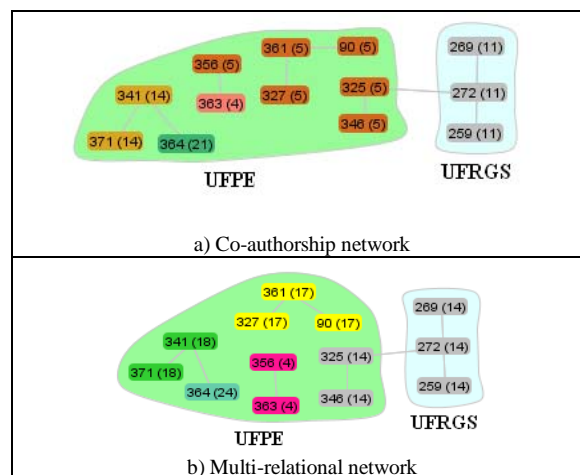 361 (5) 90 (5)
356 (5)
341 (14) 363 (4) 327 (5) 325 (5)
371 (14) 364 (21) 346 (5)
UFPE
269 (11)
272 (11)
259 (11)
UFRGS
a) Co-authorship network
361 (17)
327 (17) 90 (17)
341 (18)
371 (18) 356 (4) 325 (14)
364 (24) 363 (4) 346 (14)
UFPE
269 (14)
272 (14)
259 (14)
UFRGS
b) Multi-relational network